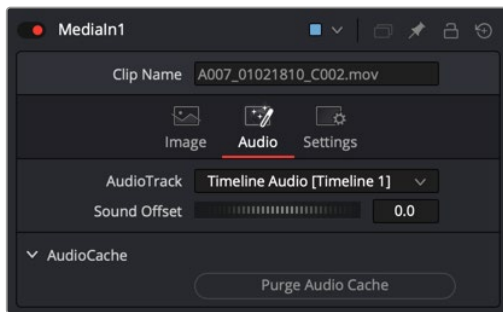 MediaIn1
Clip Name A007_01021810_C002.mov
Image Audio Settings
AudioTrack Timeline Audio [Timeline 1]
Sound Offset 0.0
AudioCache
Purge Audio Cache